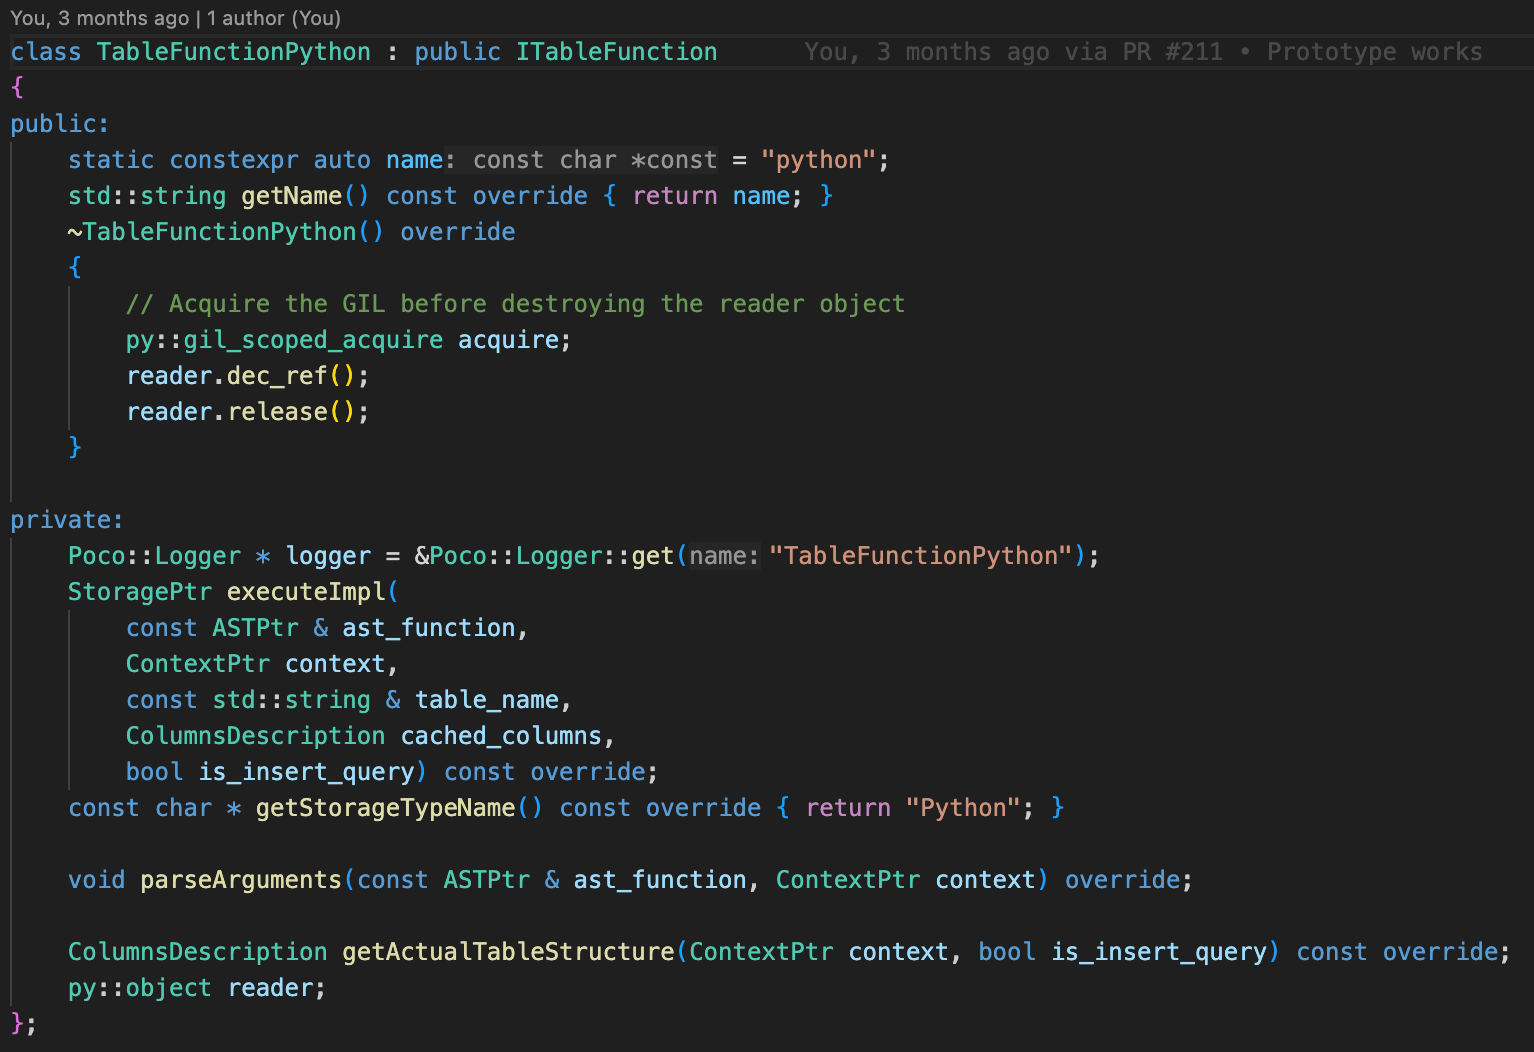 You, 3 months ago | 1 author (You)
class TableFunctionPython : public ITableFunction      You, 3 months ago via PR #211 • Prototype works
{
public:
    static constexpr auto name: const char *const = "python";
    std::string getName() const override { return name; }
    ~TableFunctionPython() override
    {
        // Acquire the GIL before destroying the reader object
        py::gil_scoped_acquire acquire;
        reader.dec_ref();
        reader.release();
    }

private:
    Poco::Logger * logger = &Poco::Logger::get(name: "TableFunctionPython");
    StoragePtr executeImpl(
        const ASTPtr & ast_function,
        ContextPtr context,
        const std::string & table_name,
        ColumnsDescription cached_columns,
        bool is_insert_query) const override;
    const char * getStorageTypeName() const override { return "Python"; }

    void parseArguments(const ASTPtr & ast_function, ContextPtr context) override;

    ColumnsDescription getActualTableStructure(ContextPtr context, bool is_insert_query) const override;
    py::object reader;
};